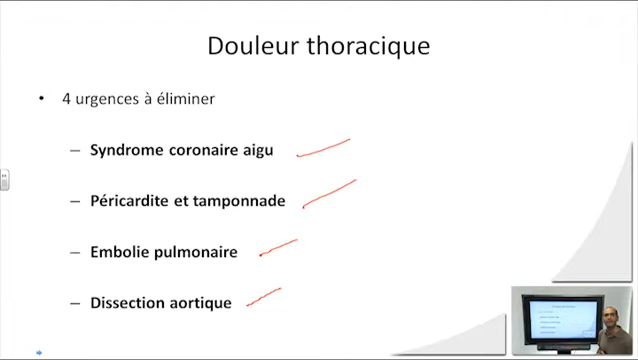 Douleur thoracique
• 4 urgences à éliminer
– Syndrome coronaire aigu
– Péricardite et tamponnade
– Embolie pulmonaire
– Dissection aortique